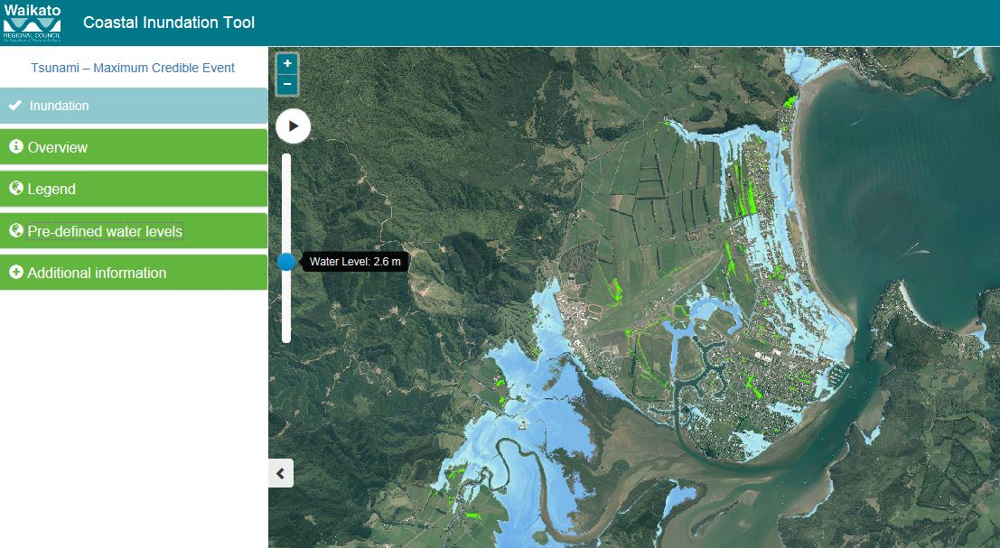 Waikato
REGIONAL COUNCIL
Coastal Inundation Tool
Tsunami – Maximum Credible Event
Inundation
Overview
Legend
Pre-defined water levels
Additional information
+
−
Water Level: 2.6 m